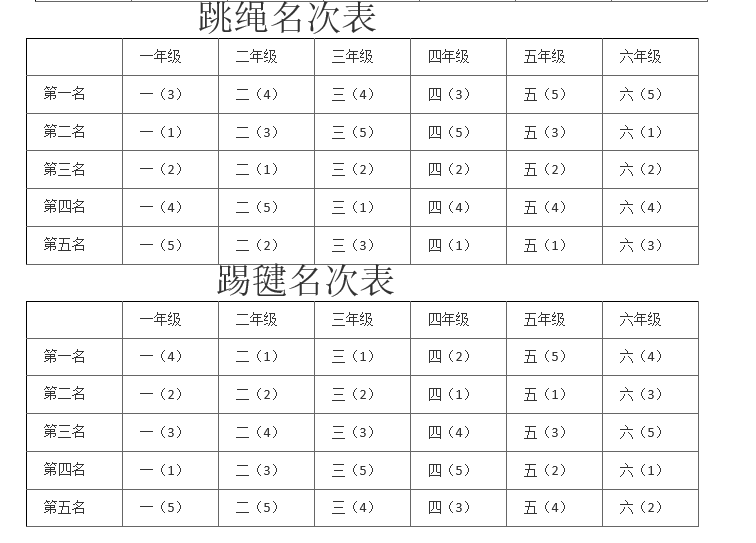 跳绳名次表
一年级 二年级 三年级 四年级 五年级 六年级
第一名 一（3） 二（4） 三（4） 四（3） 五（5） 六（5）
第二名 一（1） 二（3） 三（5） 四（5） 五（3） 六（1）
第三名 一（2） 二（1） 三（2） 四（2） 五（2） 六（2）
第四名 一（4） 二（5） 三（1） 四（4） 五（4） 六（4）
第五名 一（5） 二（2） 三（3） 四（1） 五（1） 六（3）
踢毽名次表
一年级 二年级 三年级 四年级 五年级 六年级
第一名 一（4） 二（1） 三（1） 四（2） 五（5） 六（4）
第二名 一（2） 二（2） 三（2） 四（1） 五（1） 六（3）
第三名 一（3） 二（4） 三（3） 四（4） 五（3） 六（5）
第四名 一（1） 二（3） 三（5） 四（5） 五（2） 六（1）
第五名 一（5） 二（5） 三（4） 四（3） 五（4） 六（2）